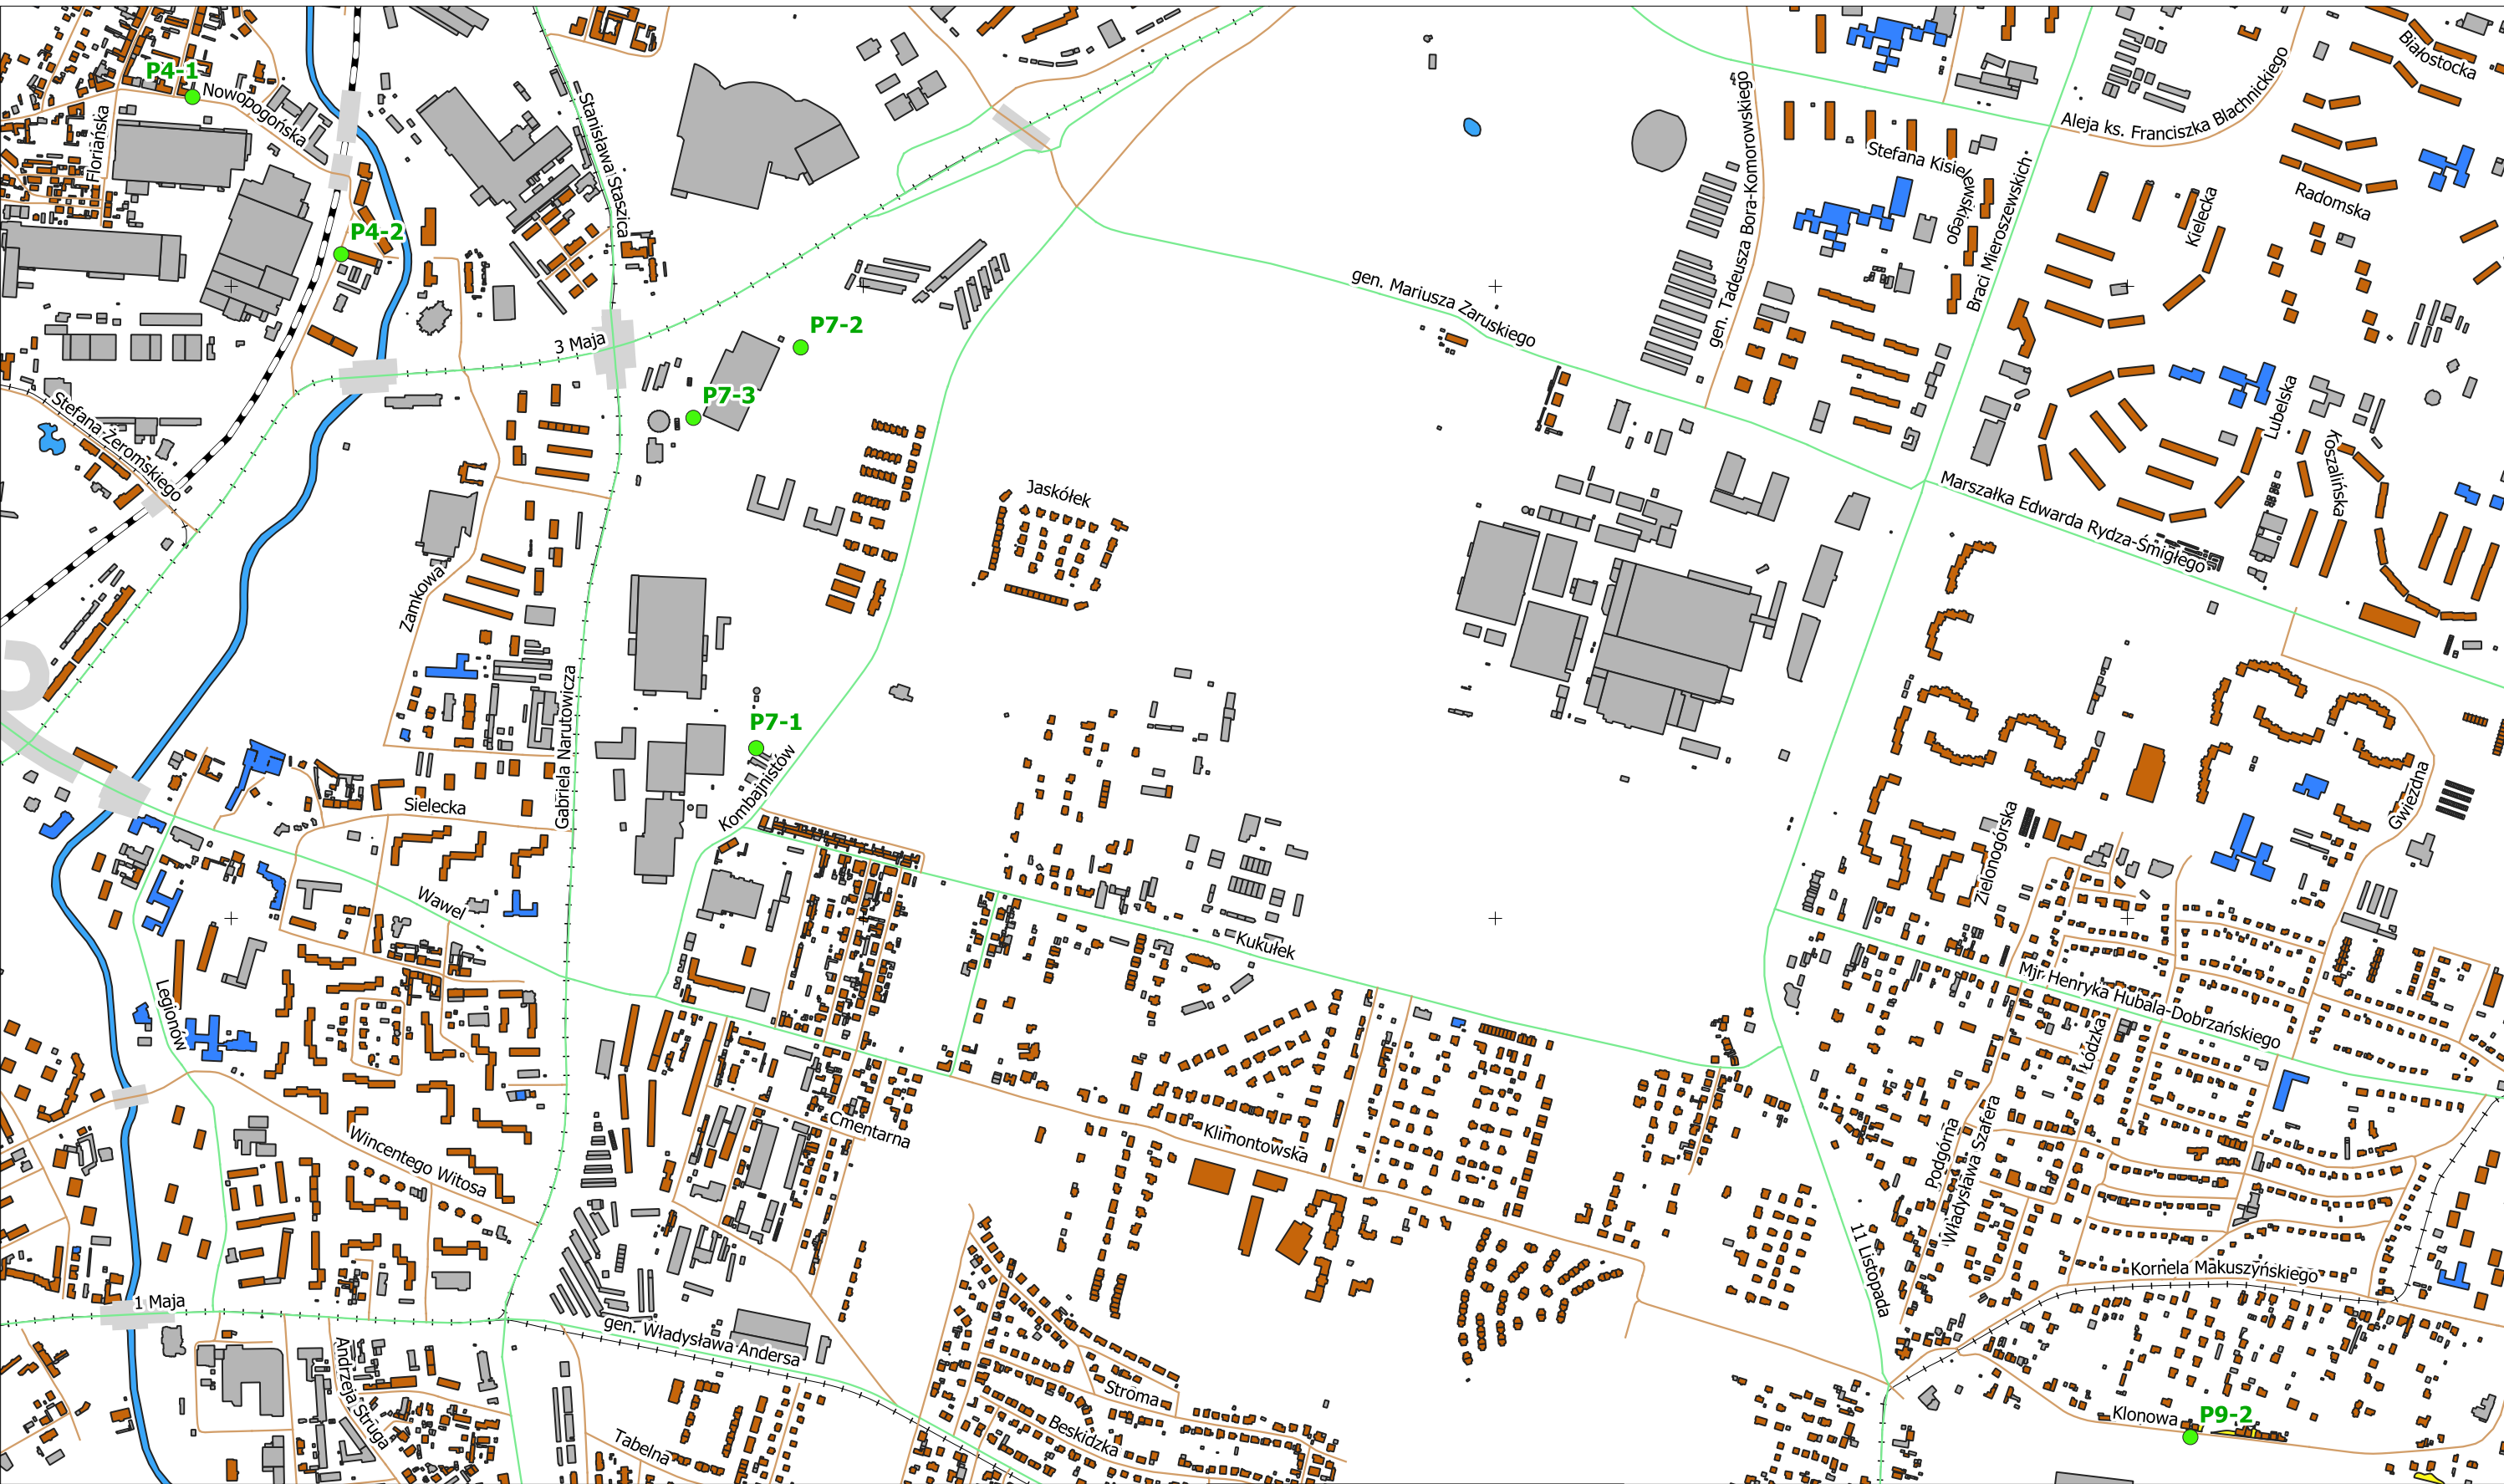 P4-1
Nowopogońska
Floriańska
P4-2
Stanisława Staszica
3 Maja
P7-2
P7-3
Stefana Żeromskiego
Zamkowa
Jaskółek
gen. Mariusza Zaruskiego
gen. Tadeusza Bora-Komorowskiego
Stefana Kisielewskiego
Braci Mieroszewskich
Aleja ks. Franciszka Blachnickiego
Białostocka
Radomska
Kielecka
Lubelska
Koszalińska
Marszałka Edwarda Rydza-Śmigłego
P7-1
Kombajnistów
Gabriela Narutowicza
Sielecka
Wawel
Legionów
Kukułek
Zielonogórska
Gwiezdna
Mjr Henryka Hubala-Dobrzańskiego
Łódzka
Podgórna
Władysława Szafera
Wincentego Witosa
Cmentarna
Klimontowska
11 Listopada
Kornela Makuszyńskiego
1 Maja
gen. Władysława Andersa
Andrzeja Struga
Stroma
Beskidzka
Tabelna
Klonowa
P9-2